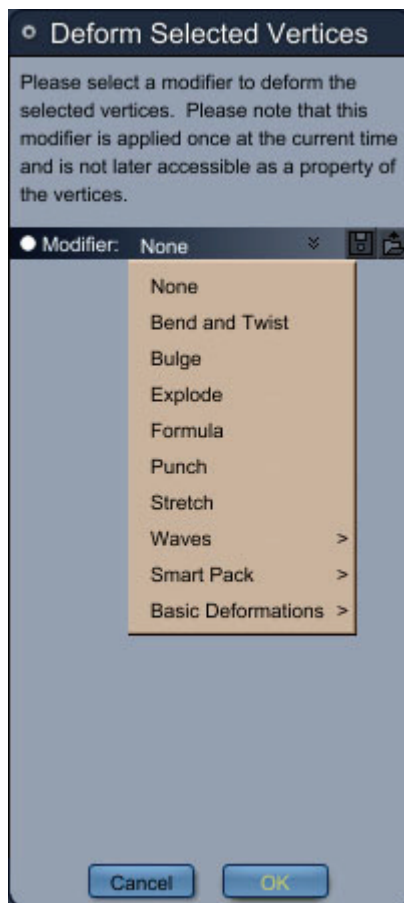 Deform Selected Vertices
Please select a modifier to deform the
selected vertices. Please note that this
modifier is applied once at the current time
and is not later accessible as a property of
the vertices.
Modifier: None
None
Bend and Twist
Bulge
Explode
Formula
Punch
Stretch
Waves >
Smart Pack >
Basic Deformations >
Cancel OK